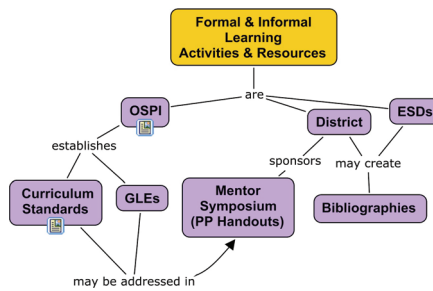 Formal & Informal
Learning
Activities & Resources
are
OSPI
District
ESDs
establishes
sponsors
may create
Curriculum
Standards
GLEs
Mentor
Symposium
(PP Handouts)
Bibliographies
may be addressed in